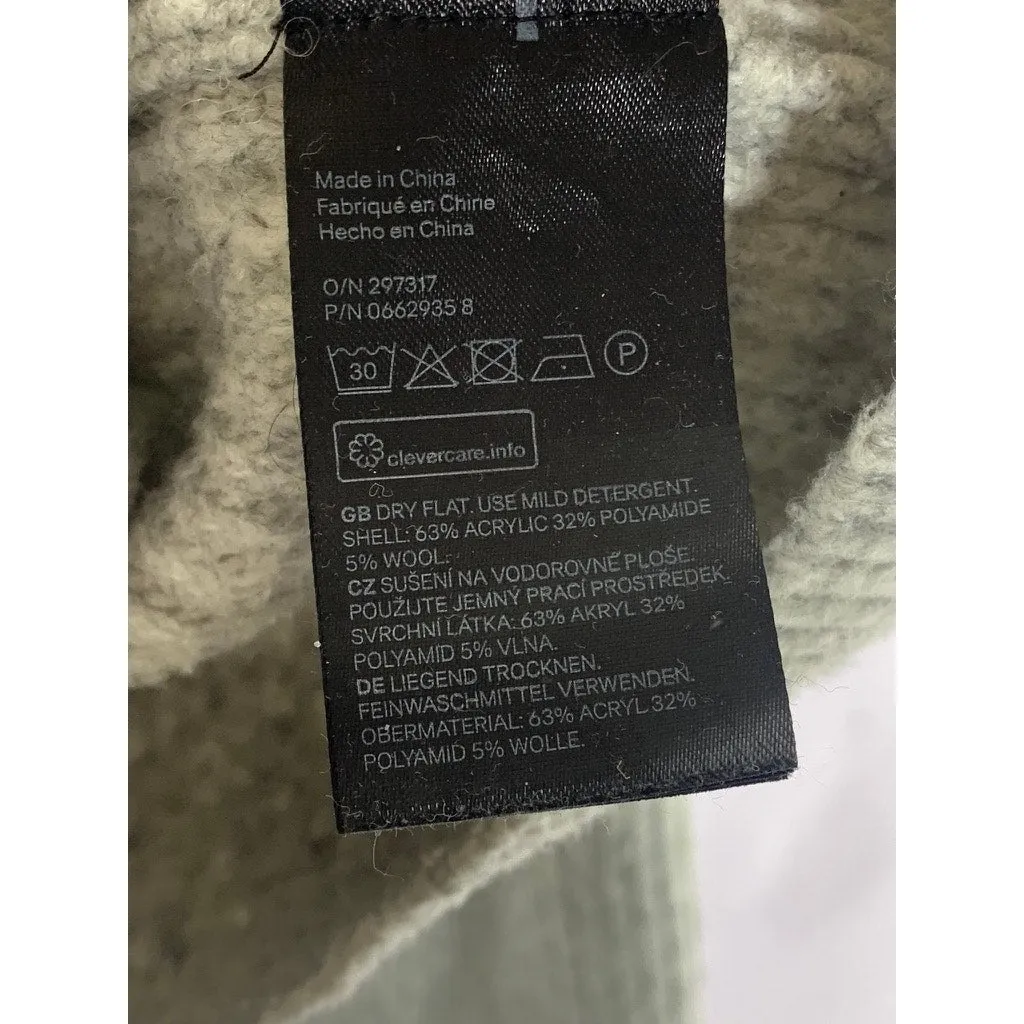 Made in China
Fabriqué en Chine
Hecho en China
O/N 297317
P/N 0662935 8
30
P
clevercare.info
GB DRY FLAT. USE MILD DETERGENT.
SHELL: 63% ACRYLIC 32% POLYAMIDE
5% WOOL.
CZ SUŠENÍ NA VODOROVNÉ PLOŠE.
POUŽIJTE JEMNÝ PRACÍ PROSTŘEDEK.
SVRCHNÍ LÁTKA: 63% AKRYL 32%
POLYAMID 5% VLNA.
DE LIEGEND TROCKNEN.
FEINWASCHMITTEL VERWENDEN.
OBERMATERIAL: 63% ACRYL 32%
POLYAMID 5% WOLLE.